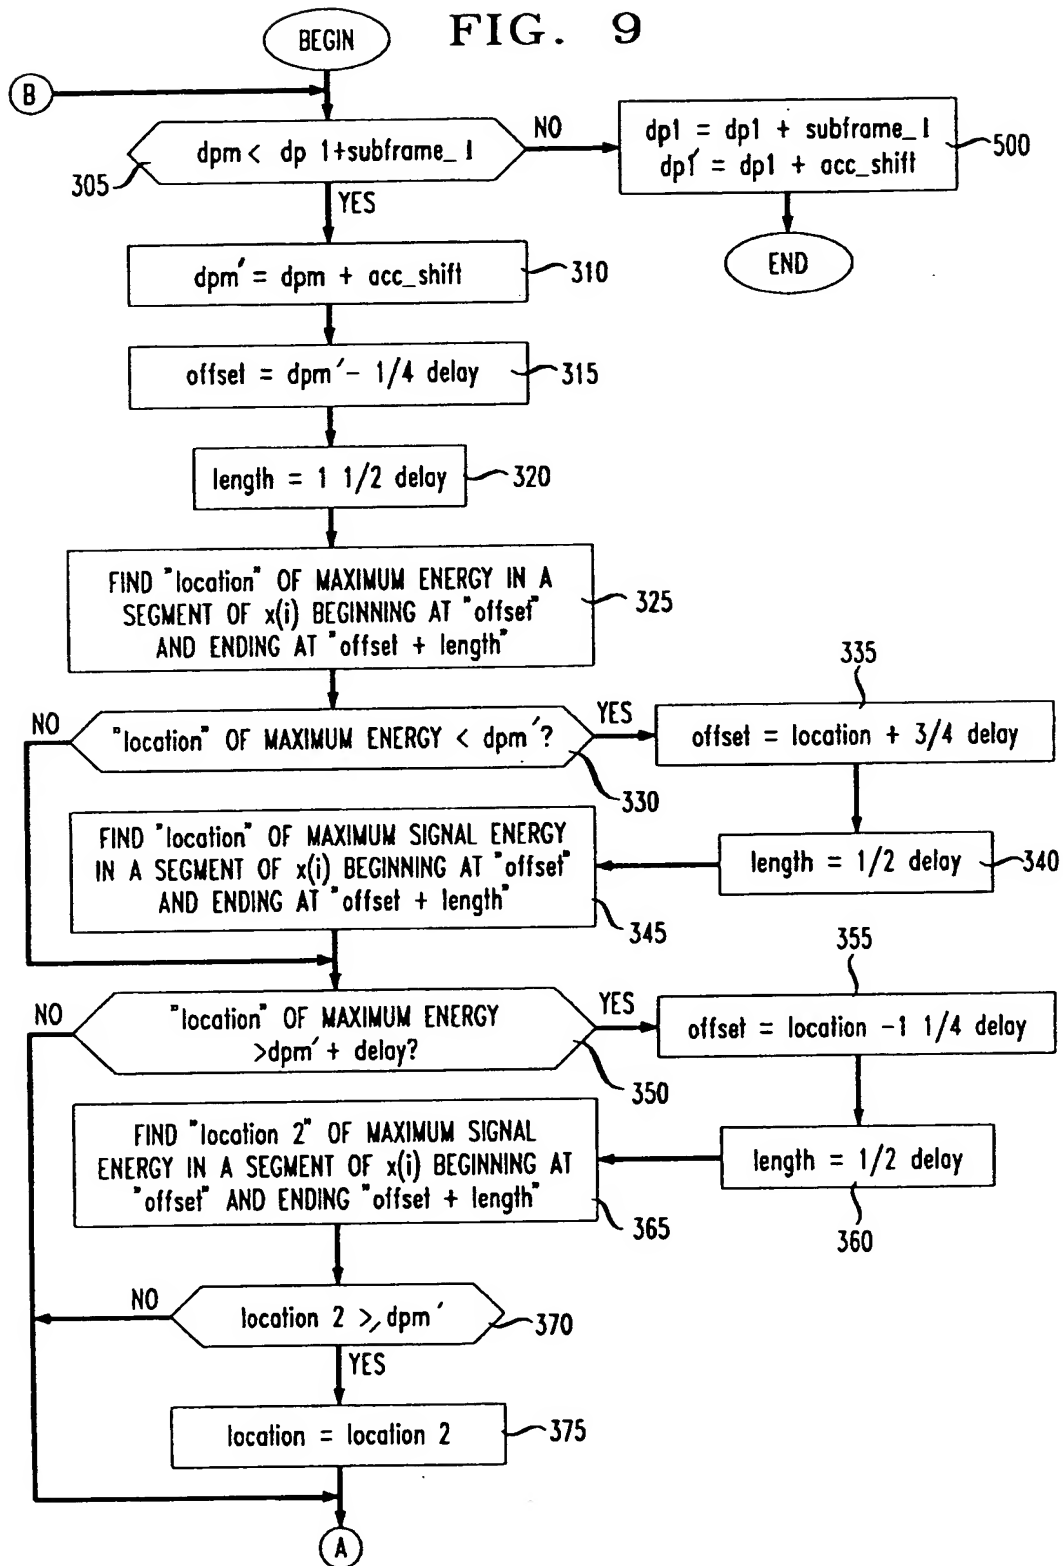 FIG. 9
BEGIN
B
dpm < dp 1+subframe_l
NO
305
YES
dp1 = dp1 + subframe_l
dp1' = dp1 + acc_shift
500
END
dpm' = dpm + acc_shift
310
offset = dpm' - 1/4 delay
315
length = 1 1/2 delay
320
FIND "location" OF MAXIMUM ENERGY IN A
SEGMENT OF x(i) BEGINNING AT "offset"
AND ENDING AT "offset + length"
325
NO
"location" OF MAXIMUM ENERGY < dpm'?
YES
330
335
offset = location + 3/4 delay
length = 1/2 delay
340
FIND "location" OF MAXIMUM SIGNAL ENERGY
IN A SEGMENT OF x(i) BEGINNING AT "offset"
AND ENDING AT "offset + length"
345
NO
"location" OF MAXIMUM ENERGY
>dpm' + delay?
YES
350
355
offset = location -1 1/4 delay
length = 1/2 delay
360
FIND "location 2" OF MAXIMUM SIGNAL
ENERGY IN A SEGMENT OF x(i) BEGINNING AT
"offset" AND ENDING "offset + length"
365
NO
location 2 >, dpm'
370
YES
location = location 2
375
A